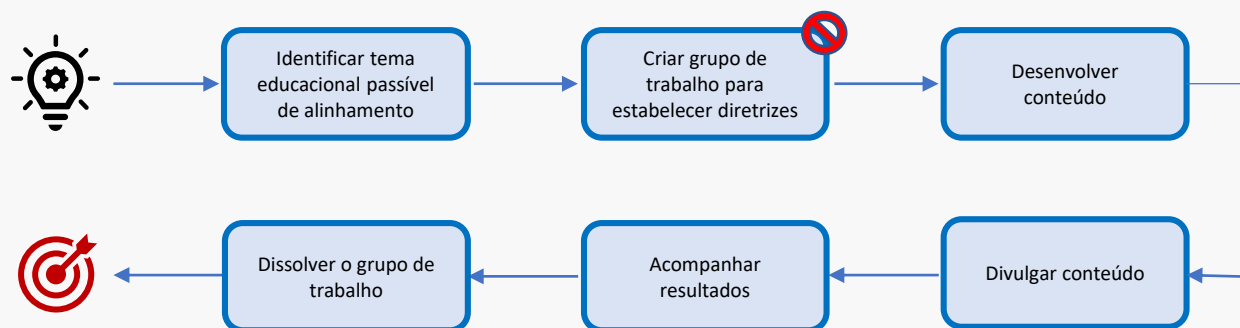 Identificar tema
educacional passível
de alinhamento
Criar grupo de
trabalho para
estabelecer diretrizes
Desenvolver
conteúdo
Dissolver o grupo de
trabalho
Acompanhar
resultados
Divulgar conteúdo